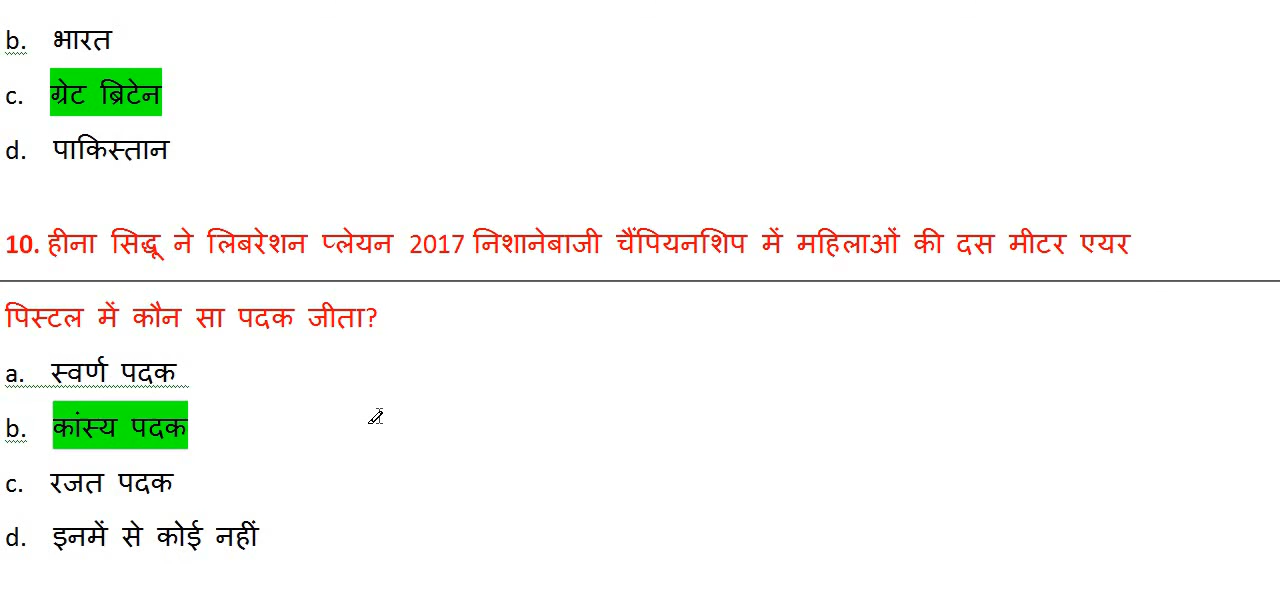 b. भारत
c. ग्रेट ब्रिटेन
d. पाकिस्तान
10. हीना सिद्धू ने लिबरेशन प्लेयन 2017 निशानेबाजी चैंपियनशिप में महिलाओं की दस मीटर एयर
पिस्टल में कौन सा पदक जीता?
a. स्वर्ण पदक
b. कांस्य पदक
c. रजत पदक
d. इनमें से कोई नहीं